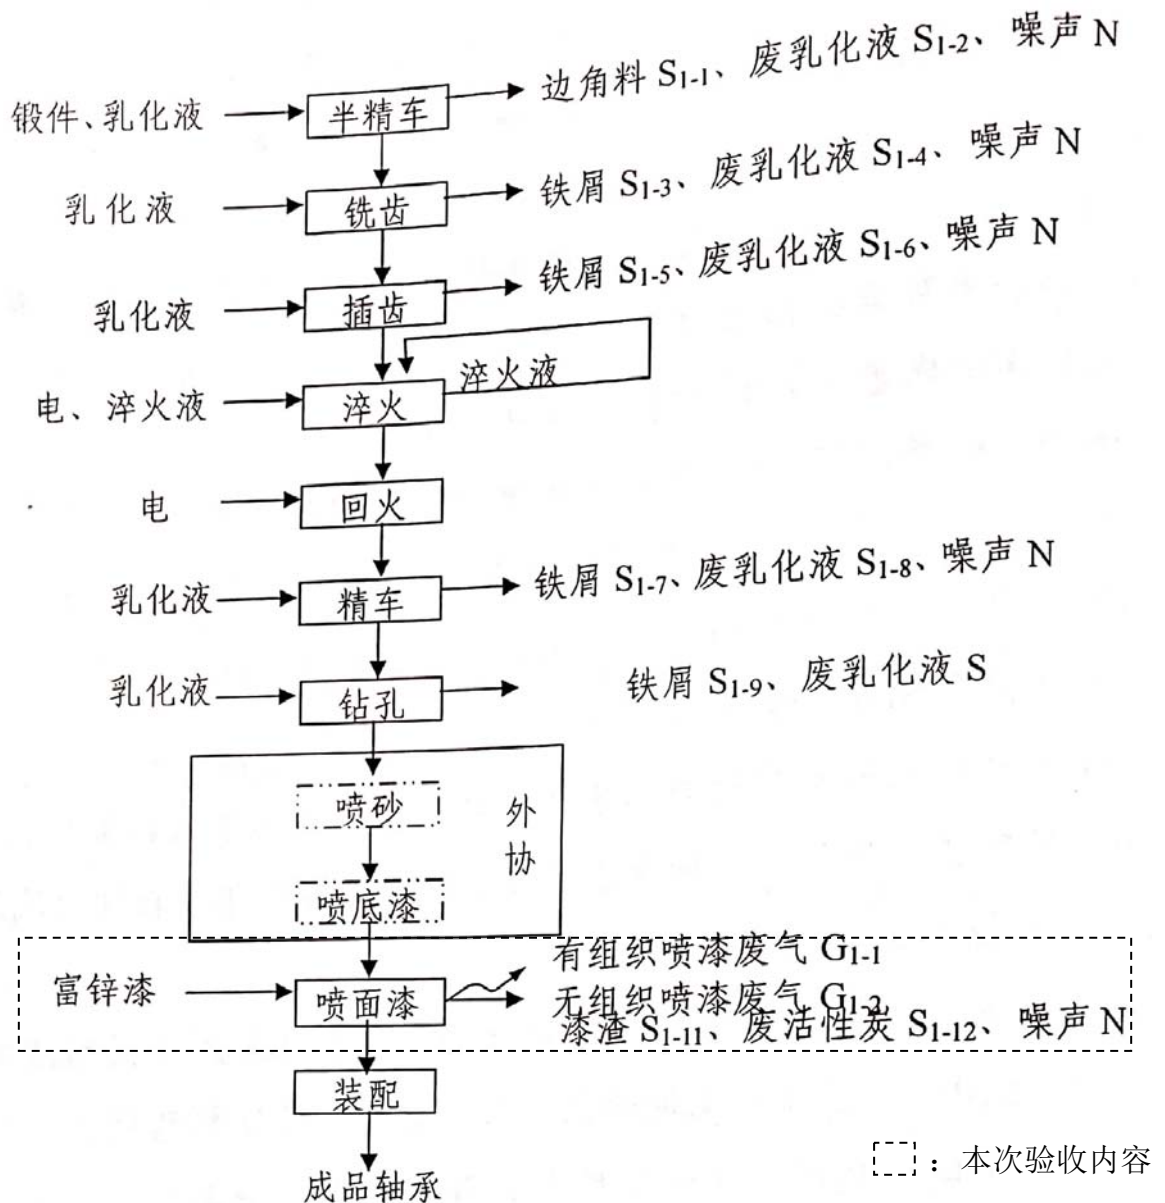 边角料 S1-1、废乳化液 S1-2、噪声 N
锻件、乳化液
半精车
铁屑 S1-3、废乳化液 S1-4、噪声 N
乳化液
铣齿
铁屑 S1-5、废乳化液 S1-6、噪声 N
乳化液
插齿
淬火液
电、淬火液
淬火
电
回火
铁屑 S1-7、废乳化液 S1-8、噪声 N
乳化液
精车
铁屑 S1-9、废乳化液 S
乳化液
钻孔
喷砂
外
协
喷底漆
有组织喷漆废气 G1-1
富锌漆
喷面漆
无组织喷漆废气 G1-2
漆渣 S1-11、废活性炭 S1-12、噪声 N
装配
：本次验收内容
成品轴承